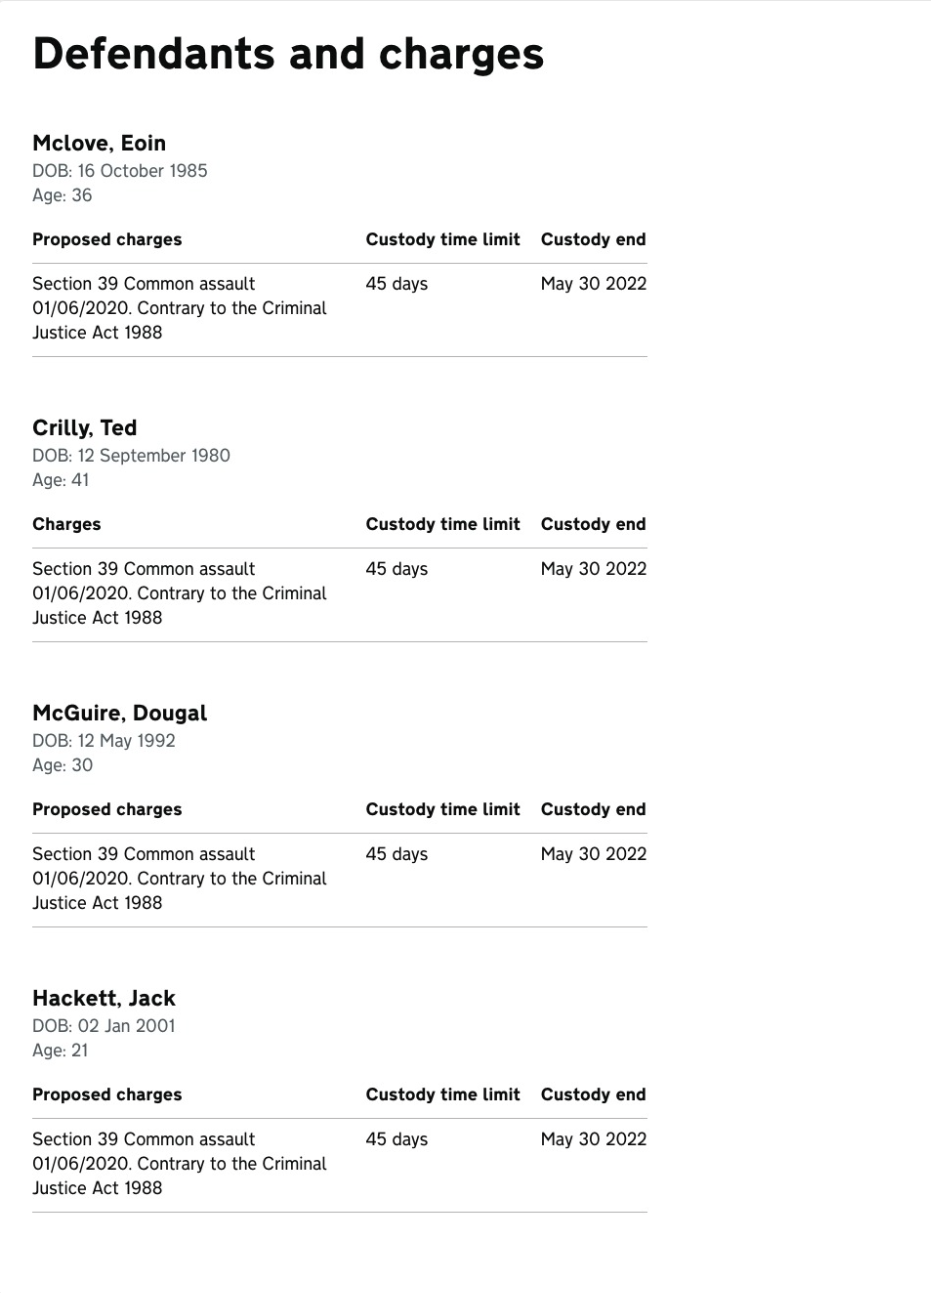 Defendants and charges
Mclove, Eoin
DOB: 16 October 1985
Age: 36
Proposed charges Custody time limit Custody end
Section 39 Common assault 45 days May 30 2022
01/06/2020. Contrary to the Criminal
Justice Act 1988
Crilly, Ted
DOB: 12 September 1980
Age: 41
Charges Custody time limit Custody end
Section 39 Common assault 45 days May 30 2022
01/06/2020. Contrary to the Criminal
Justice Act 1988
McGuire, Dougal
DOB: 12 May 1992
Age: 30
Proposed charges Custody time limit Custody end
Section 39 Common assault 45 days May 30 2022
01/06/2020. Contrary to the Criminal
Justice Act 1988
Hackett, Jack
DOB: 02 Jan 2001
Age: 21
Proposed charges Custody time limit Custody end
Section 39 Common assault 45 days May 30 2022
01/06/2020. Contrary to the Criminal
Justice Act 1988